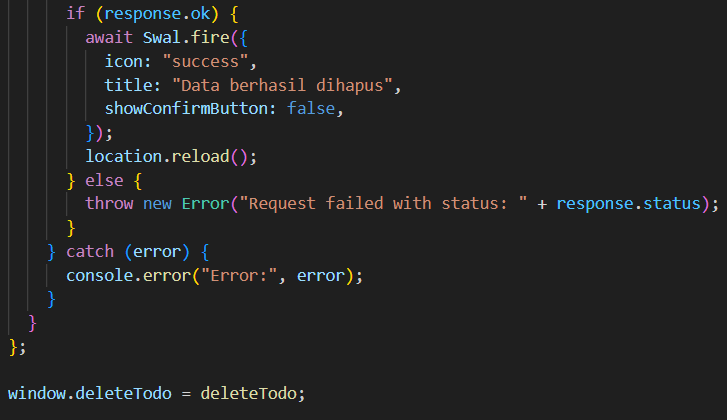 if (response.ok) {
await Swal.fire({
icon: "success",
title: "Data berhasil dihapus",
showConfirmButton: false,
});
location.reload();
} else {
throw new Error("Request failed with status: " + response.status);
}
} catch (error) {
console.error("Error:", error);
}
}
};
window.deleteTodo = deleteTodo;